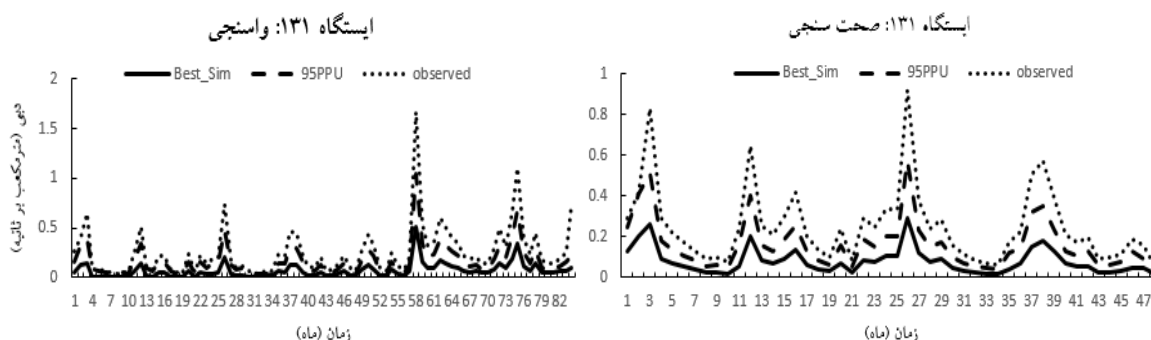 ایستگاه ۱۳۱: واسنجی
Best_Sim 95PPU observed
2
1.5
1
0.5
0
دبی (مترمکعب بر ثانیه)
1 4 7 10 13 16 19 22 25 28 31 34 37 40 43 46 49 52 55 58 61 64 67 70 73 76 79 82
زمان (ماه)
ایستگاه ۱۳۱: صحت سنجی
Best_Sim 95PPU observed
1
0.8
0.6
0.4
0.2
0
1 3 5 7 9 11 13 15 17 19 21 23 25 27 29 31 33 35 37 39 41 43 45 47
زمان (ماه)